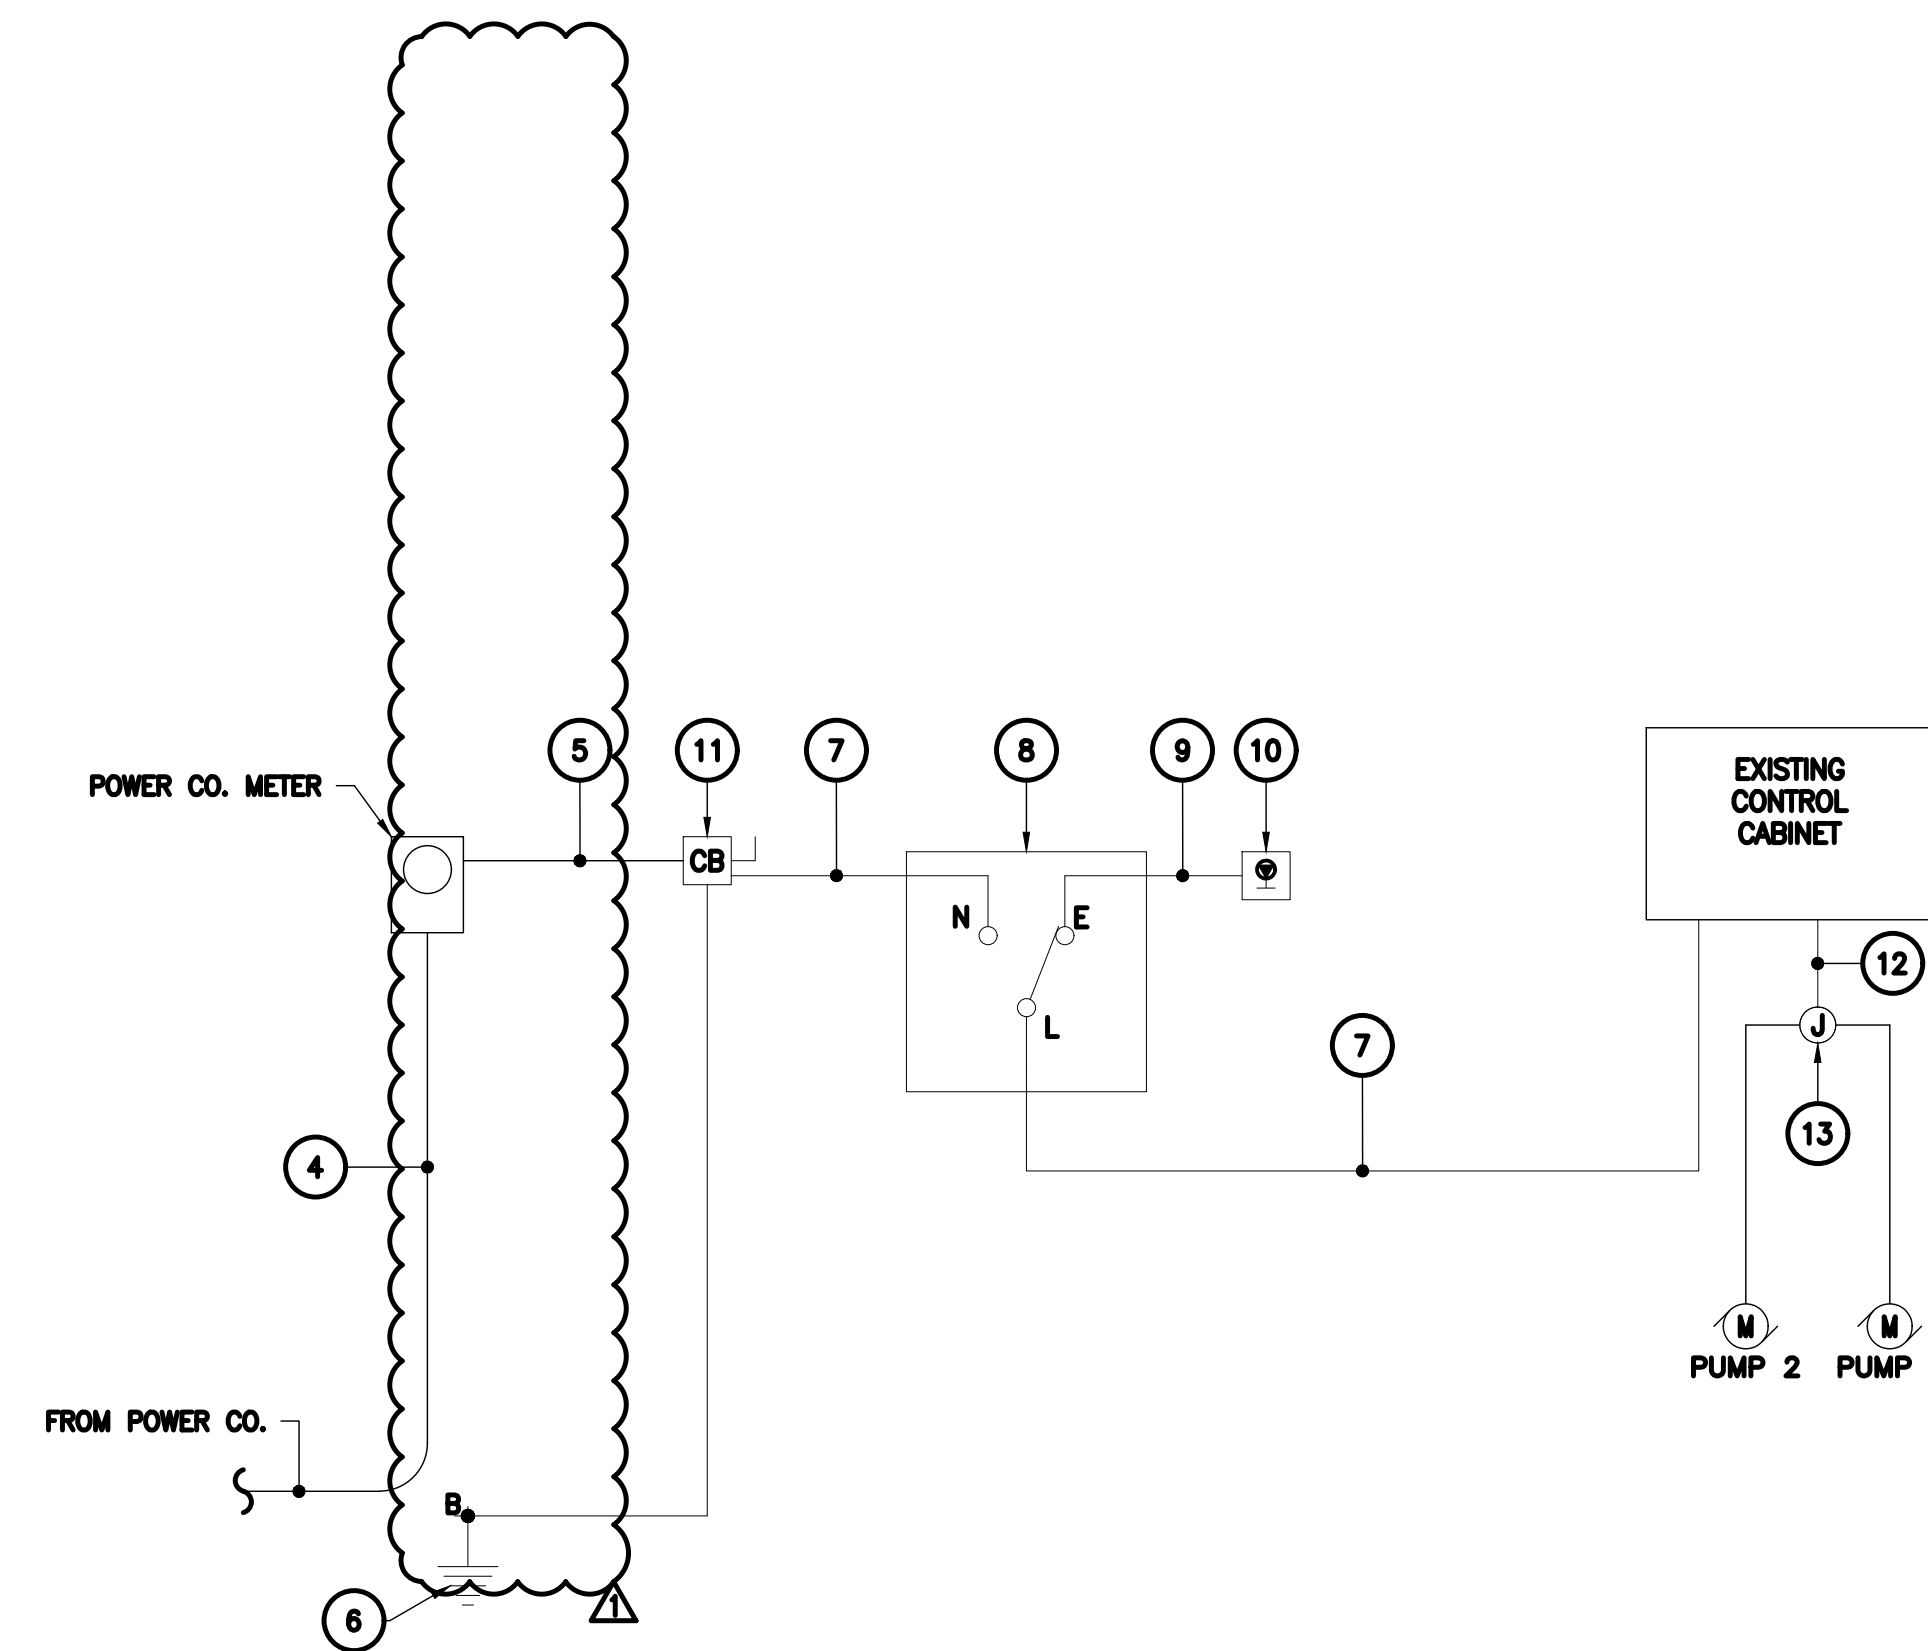 5
11
7
8
9
10
POWER CO. METER
EXISTING
CONTROL
CABINET
CB
N
E
L
12
J
7
13
4
M
M
PUMP 2
PUMP
FROM POWER CO.
B
6
1